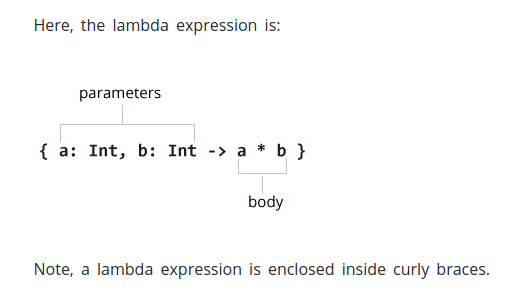 Here, the lambda expression is:
parameters
{ a: Int, b: Int -> a * b }
body
Note, a lambda expression is enclosed inside curly braces.